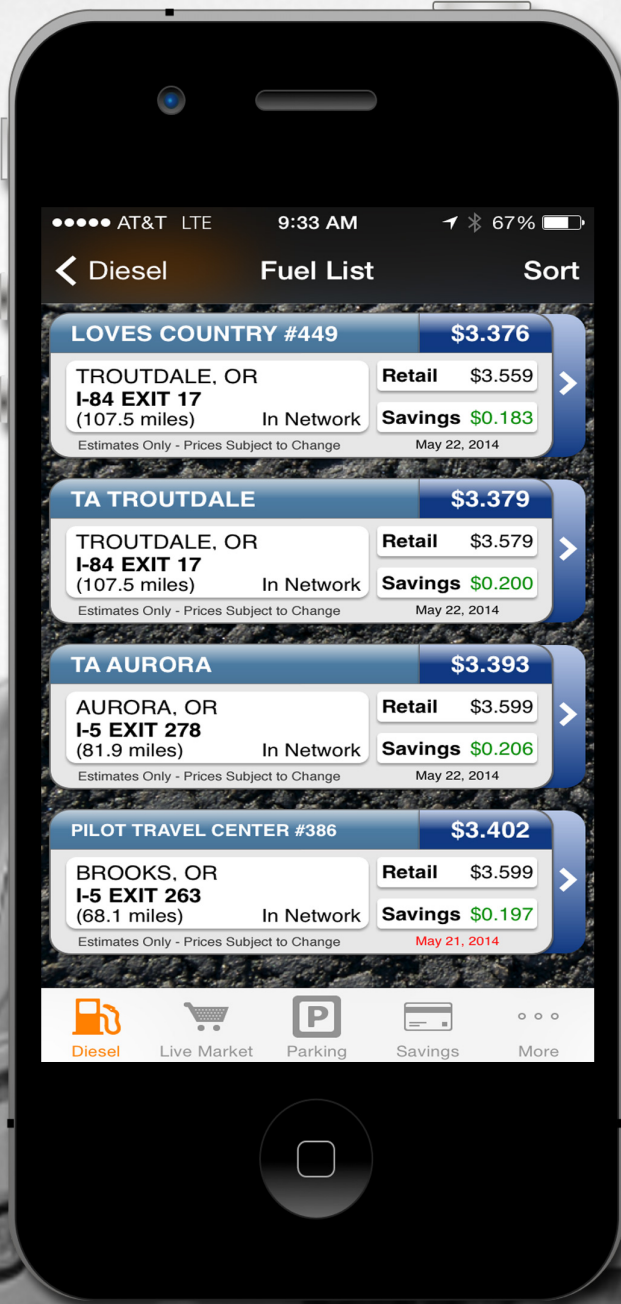 AT&T LTE 9:33 AM 67%
Diesel Fuel List Sort
LOVES COUNTRY #449 $3.376
TROUTDALE, OR Retail $3.559
I-84 EXIT 17
(107.5 miles) In Network Savings $0.183
Estimates Only - Prices Subject to Change May 22, 2014
TA TROUTDALE $3.379
TROUTDALE, OR Retail $3.579
I-84 EXIT 17
(107.5 miles) In Network Savings $0.200
Estimates Only - Prices Subject to Change May 22, 2014
TA AURORA $3.393
AURORA, OR Retail $3.599
I-5 EXIT 278
(81.9 miles) In Network Savings $0.206
Estimates Only - Prices Subject to Change May 22, 2014
PILOT TRAVEL CENTER #386 $3.402
BROOKS, OR Retail $3.599
I-5 EXIT 263
(68.1 miles) In Network Savings $0.197
Estimates Only - Prices Subject to Change May 21, 2014
P
Diesel Live Market Parking Savings More